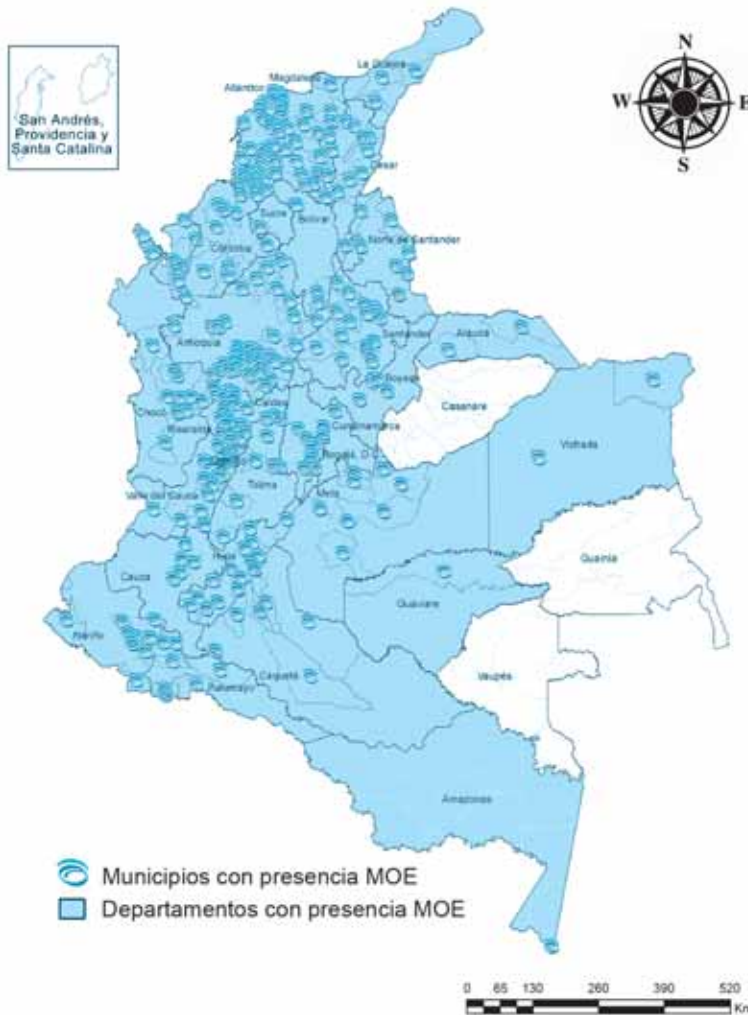 N
W
E
S
San Andrés,
Providencia y
Santa Catalina
La Guajira
Magdalena
Atlántico
Cesar
Sucre
Bolívar
Norte de Santander
Córdoba
Antioquia
Santander
Arauca
Boyacá
Casanare
Chocó
Caldas
Risaralda
Cundinamarca
Vichada
Bogotá, D.C.
Tolima
Valle del Cauca
Meta
Guainía
Huila
Cauca
Guaviare
Nariño
Vaupés
Caquetá
Putumayo
Amazonas
Municipios con presencia MOE
Departamentos con presencia MOE
0 65 130 260 390 520
Km